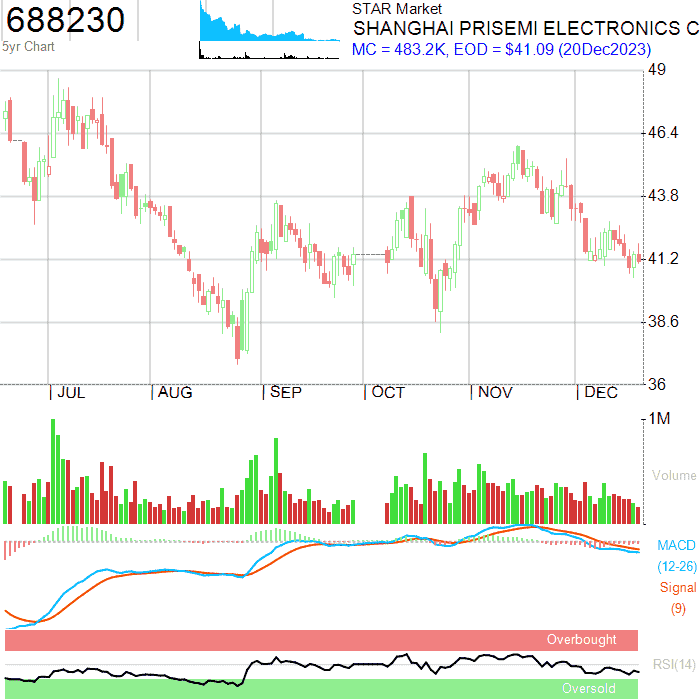 688230
5yr Chart
STAR Market
SHANGHAI PRISEMI ELECTRONICS C
MC = 483.2K, EOD = $41.09 (20Dec2023)
49
46.4
43.8
41.2
38.6
36
JUL AUG SEP OCT NOV DEC
1M
Volume
MACD
(12-26)
Signal
(9)
Overbought
RSI(14)
Oversold